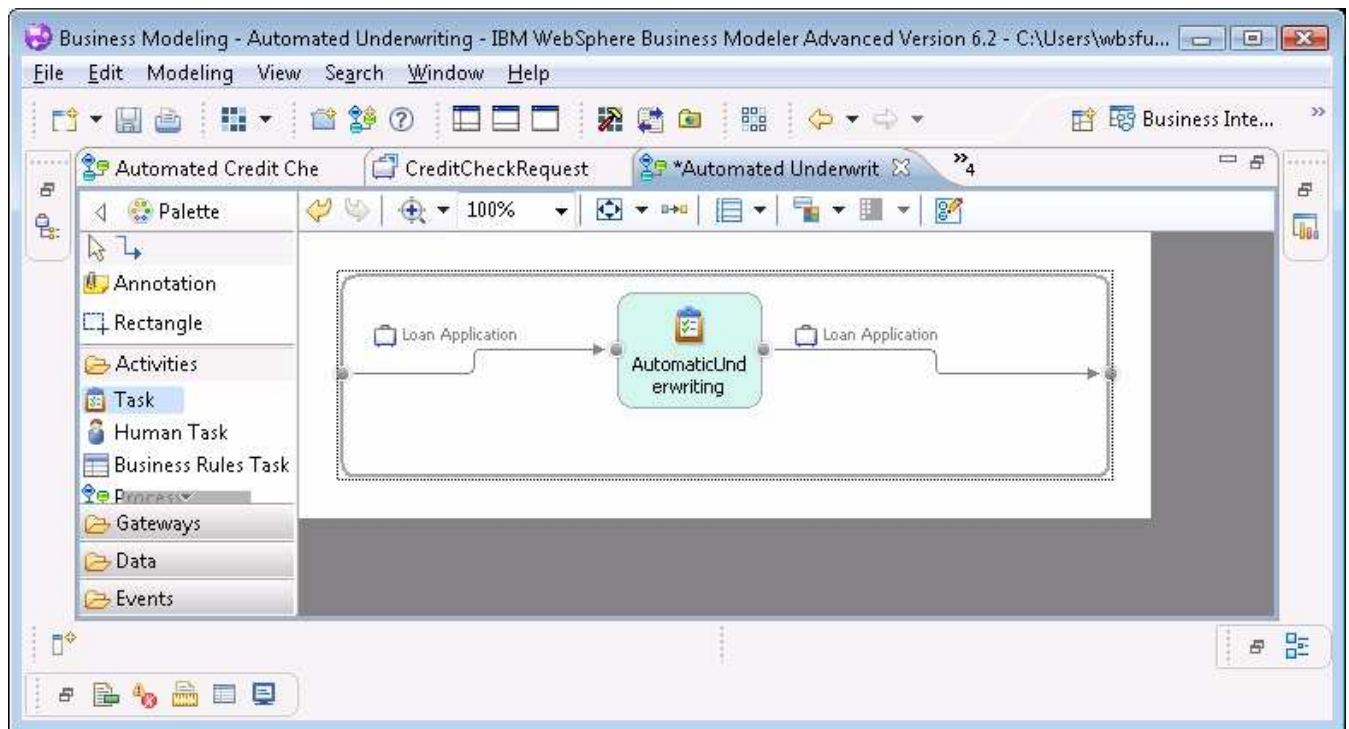 Business Modeling - Automated Underwriting - IBM WebSphere Business Modeler Advanced Version 6.2 - C:\Users\wbsfu...
File Edit Modeling View Search Window Help
Business Inte...
Automated Credit Che CreditCheckRequest *Automated Underwrit 4
Palette 100%
Annotation
Rectangle
Activities
Task
Human Task
Business Rules Task
Process
Gateways
Data
Events
Loan Application
AutomaticUnd
erwriting
Loan Application